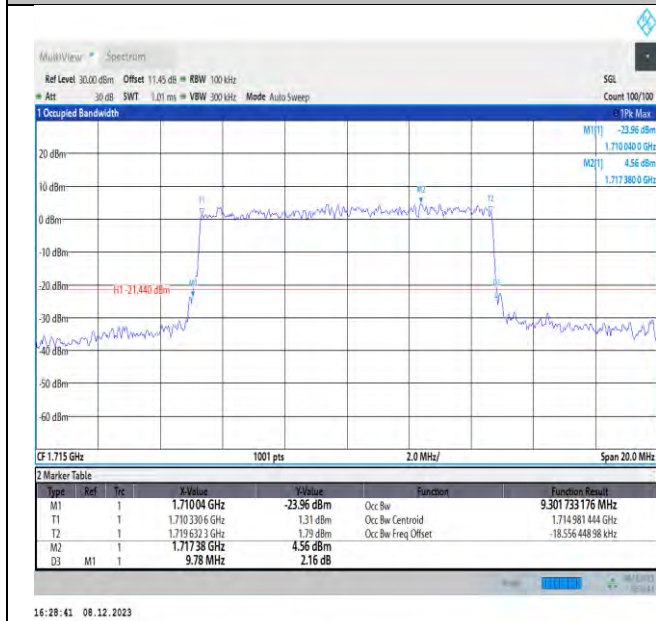 MultiView Spectrum
Ref Level 30.00 dBm Offset 11.45 dB RBW 100 kHz SGL
Att 30 dB SWT 1.01 ms VBW 300 kHz Mode Auto Sweep Count 100/100
1 Occupied Bandwidth 1Pk Max
M1[1] -23.96 dBm
1.710 040 0 GHz
M2[1] 4.56 dBm
1.717 380 0 GHz
20 dBm
10 dBm
M2
T1 T2
0 dBm
-10 dBm
-20 dBm
M1
H1 -21.440 dBm
-30 dBm
-40 dBm
-50 dBm
-60 dBm
CF 1.715 GHz 1001 pts 2.0 MHz/ Span 20.0 MHz
2 Marker Table
Type Ref Trc X-Value Y-Value Function Function Result
M1 1 1.710 04 GHz -23.96 dBm Occ Bw 9.301 733 176 MHz
T1 1 1.710 330 6 GHz 1.31 dBm Occ Bw Centroid 1.714 981 444 GHz
T2 1 1.719 632 3 GHz 1.79 dBm Occ Bw Freq Offset -18.556 448 98 kHz
M2 1 1.717 38 GHz 4.56 dBm
D3 M1 1 9.78 MHz 2.16 dB
16:28:41 08.12.2023